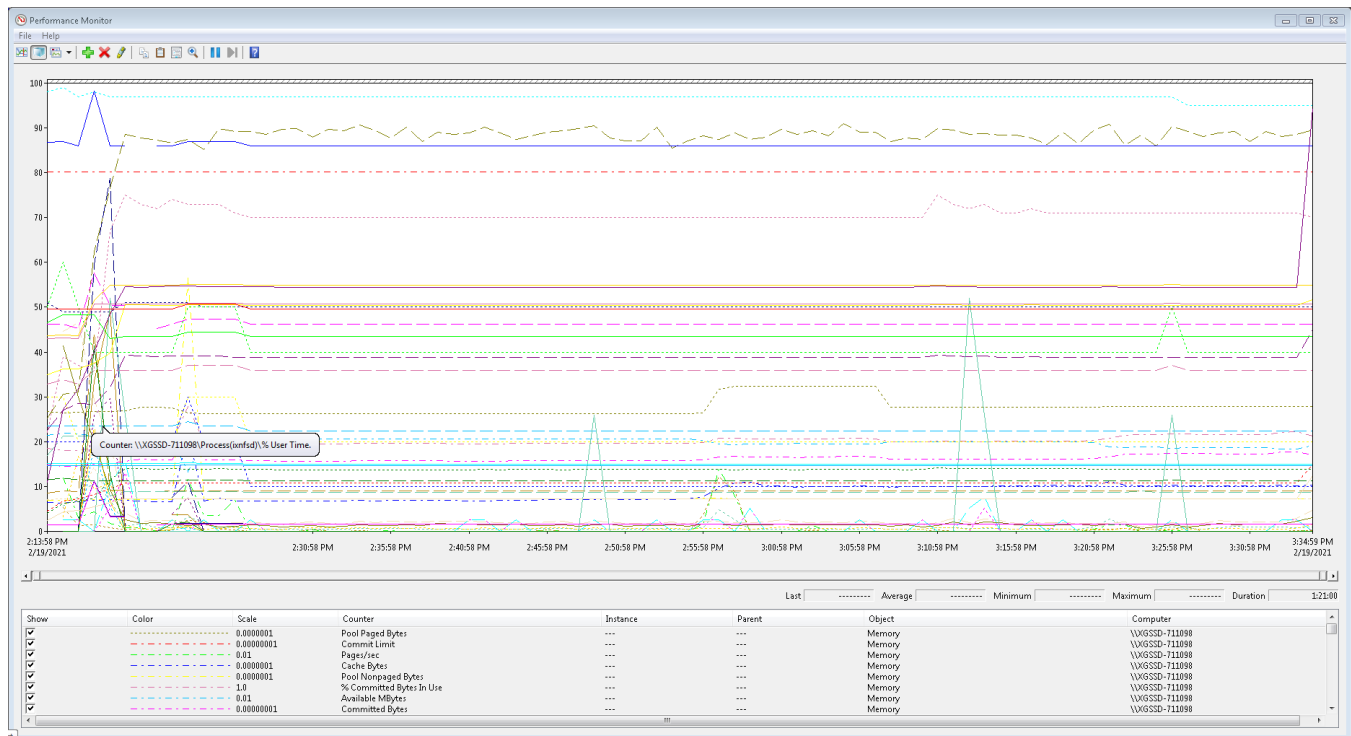 Performance Monitor
File Help
100
90
80
70
60
50
40
30
Counter: \\XGSSD-711098\Process(ixnfsd)\% User Time.
20
10
0
2:13:58 PM 2:30:58 PM 2:35:58 PM 2:40:58 PM 2:45:58 PM 2:50:58 PM 2:55:58 PM 3:00:58 PM 3:05:58 PM 3:10:58 PM 3:15:58 PM 3:20:58 PM 3:25:58 PM 3:30:58 PM 3:34:59 PM
2/19/2021 2/19/2021
Last --------- Average --------- Minimum --------- Maximum --------- Duration 1:21:00
Show Color Scale Counter Instance Parent Object Computer
0.0000001 Pool Paged Bytes --- --- Memory \\XGSSD-711098
0.00000001 Commit Limit --- --- Memory \\XGSSD-711098
0.01 Pages/sec --- --- Memory \\XGSSD-711098
0.0000001 Cache Bytes --- --- Memory \\XGSSD-711098
0.0000001 Pool Nonpaged Bytes --- --- Memory \\XGSSD-711098
1.0 % Committed Bytes In Use --- --- Memory \\XGSSD-711098
0.01 Available MBytes --- --- Memory \\XGSSD-711098
0.00000001 Committed Bytes --- --- Memory \\XGSSD-711098